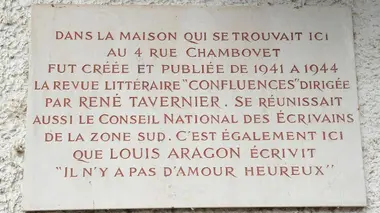 DANS LA MAISON QUI SE TROUVAIT ICI
AU 4 RUE CHAMBOVET
FUT CRÉÉE ET PUBLIÉE DE 1941 A 1944
LA REVUE LITTÉRAIRE "CONFLUENCES" DIRIGÉE
PAR RENÉ TAVERNIER. SE RÉUNISSAIT
AUSSI LE CONSEIL NATIONAL DES ÉCRIVAINS
DE LA ZONE SUD. C'EST ÉGALEMENT ICI
QUE LOUIS ARAGON ÉCRIVIT
"IL N'Y A PAS D'AMOUR HEUREUX"